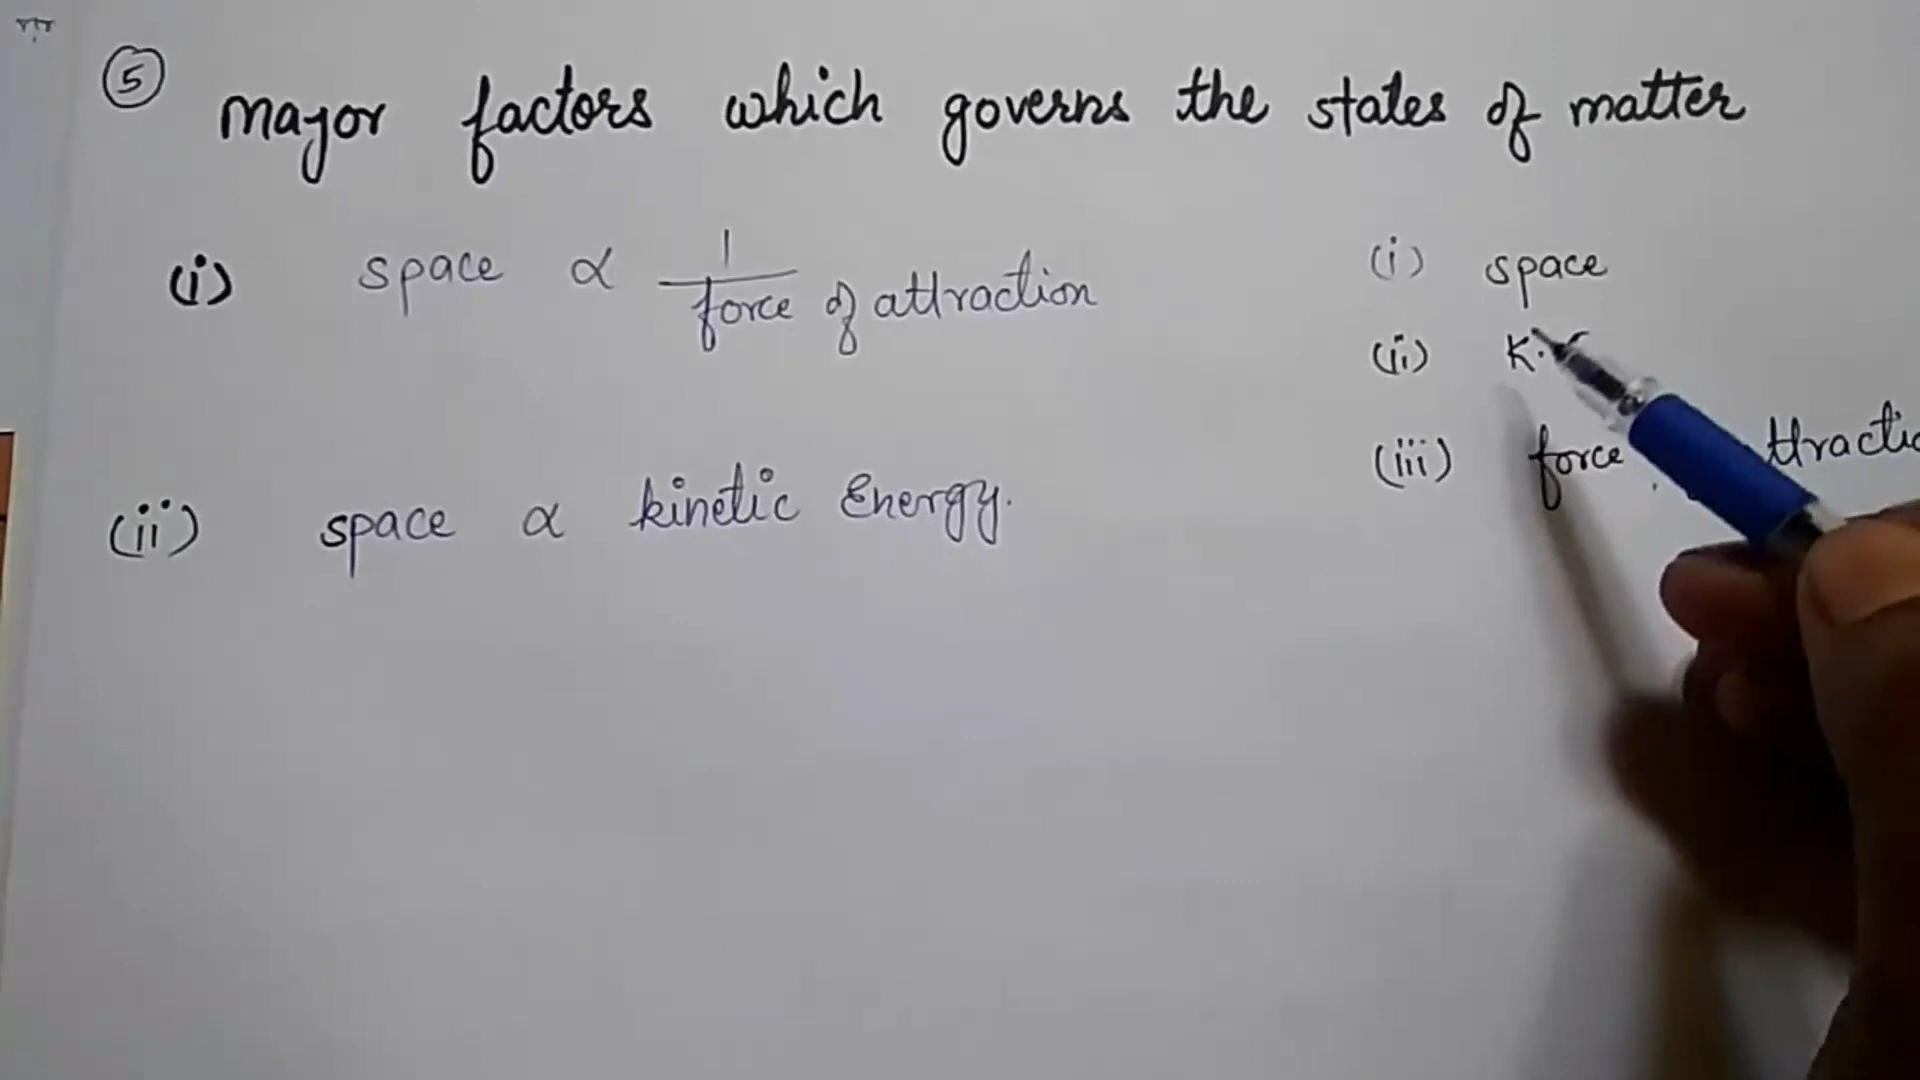 5
major factors which governs the states of matter
(i) space ∝ 1
force of attraction
(ii) space ∝ kinetic Energy.
(i) space
(ii) K.
(iii) force